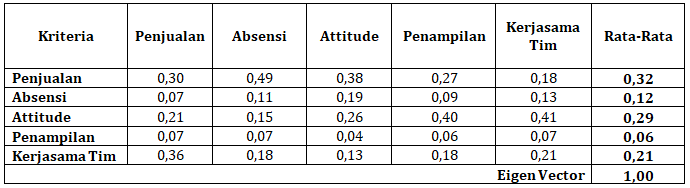 Kriteria Penjualan Absensi Attitude Penampilan Kerjasama Tim Rata-Rata
Penjualan 0,30 0,49 0,38 0,27 0,18 0,32
Absensi 0,07 0,11 0,19 0,09 0,13 0,12
Attitude 0,21 0,15 0,26 0,40 0,41 0,29
Penampilan 0,07 0,07 0,04 0,06 0,07 0,06
Kerjasama Tim 0,36 0,18 0,13 0,18 0,21 0,21
Eigen Vector 1,00